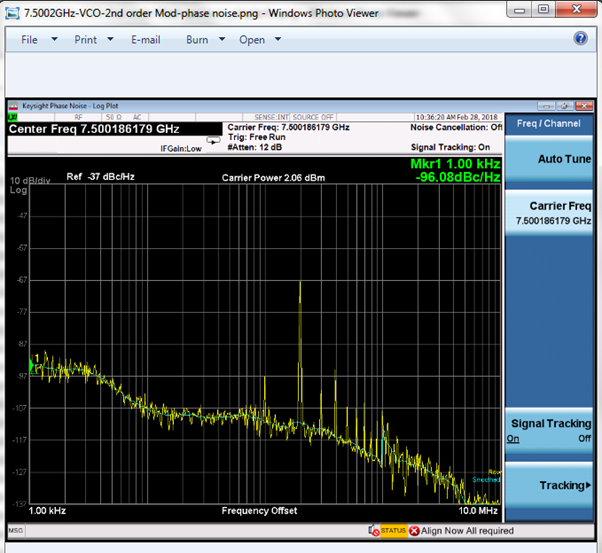 7.5002GHz-VCO-2nd order Mod-phase noise.png - Windows Photo Viewer
File Print E-mail Burn Open
Keysight Phase Noise - Log Plot
RF 50 Ω AC SENSE:INT SOURCE OFF 10:36:20 AM Feb 28, 2018
Center Freq 7.500186179 GHz
Carrier Freq: 7.500186179 GHz
Noise Cancellation: Off
Trig: Free Run
IFGain:Low
#Atten: 12 dB
Signal Tracking: On
Mkr1 1.00 kHz
-96.08dBc/Hz
10 dB/div
Log
Ref -37 dBc/Hz
Carrier Power 2.06 dBm
-47
-57
-67
-77
-87
-97
-107
-117
-127
-137
1
Raw
Smoothed
1.00 kHz
Frequency Offset
10.0 MHz
Freq / Channel
Auto Tune
Carrier Freq
7.500186179 GHz
Signal Tracking
On Off
Tracking
MSG
STATUS
Align Now All required